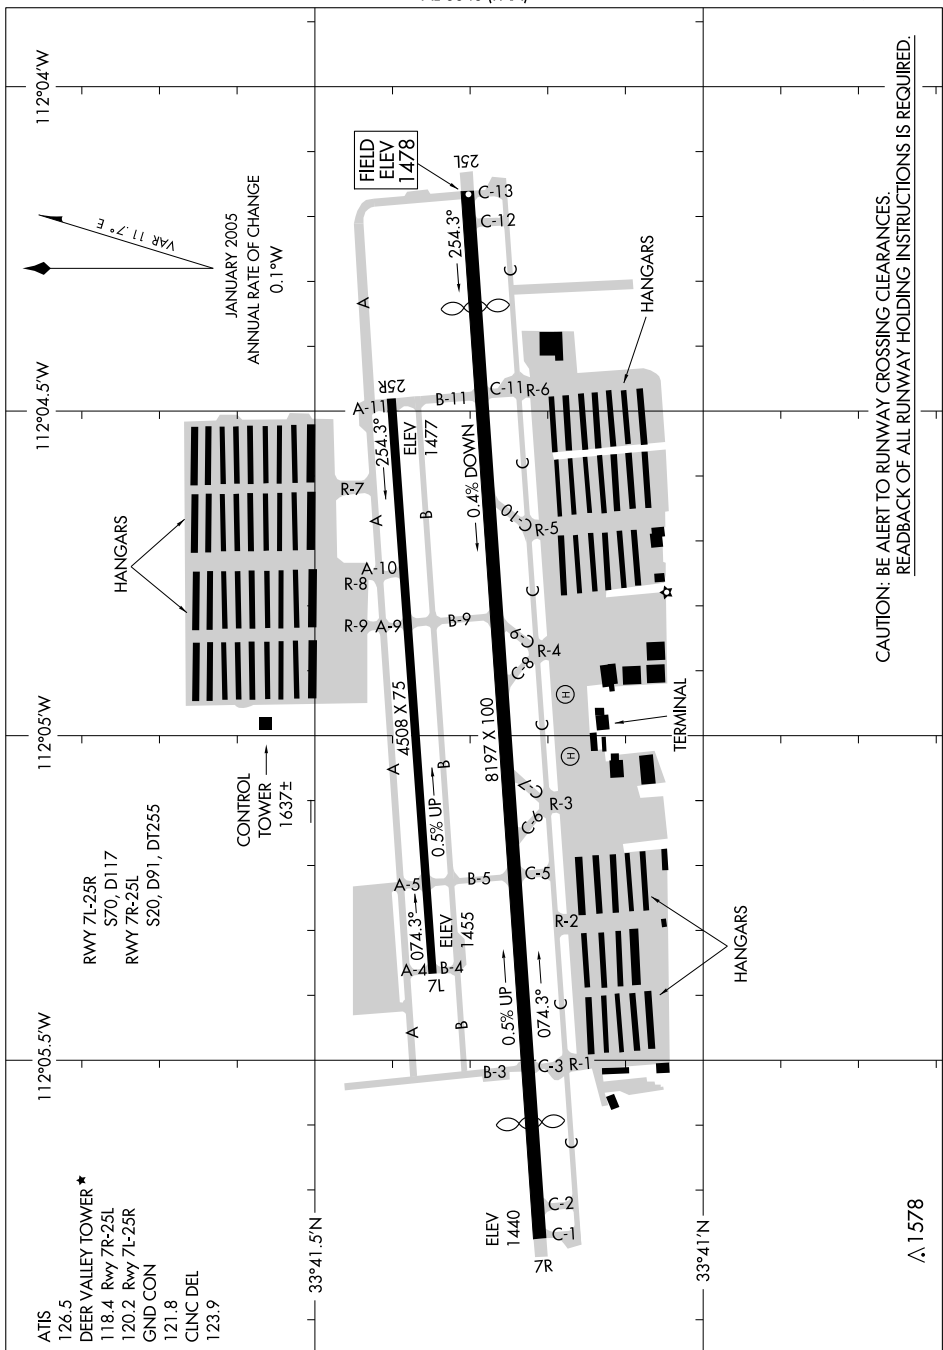 ATIS
126.5
DEER VALLEY TOWER★
118.4 Rwy 7R-25L
120.2 Rwy 7L-25R
GND CON
121.8
CLNC DEL
123.9
RWY 7L-25R
S70, D117
RWY 7R-25L
S20, D91, DT255
CONTROL
TOWER
1637±
HANGARS
JANUARY 2005
ANNUAL RATE OF CHANGE
0.1°W
VAR 11.7° E
112°05.5'W
112°05'W
112°04.5'W
112°04'W
33°41.5'N
33°41'N
FIELD
ELEV
1478
A
A
A
A
A-4
A-5
A-9
A-10
A-11
R-9
R-8
R-7
7L
074.3°
4508 X 75
254.3°
25R
ELEV
1455
0.5% UP
ELEV
1477
B
B
B
B-3
B-4
B-5
B-9
B-11
ELEV
1440
7R
0.5% UP
074.3°
8197 X 100
0.4% DOWN
254.3°
25L
C-1
C-2
C-3
C-5
C-6
C-7
C-8
C-9
C-10
C-11
C-12
C-13
C
C
C
C
C
C
R-1
R-2
R-3
R-4
R-5
R-6
H
H
HANGARS
TERMINAL
HANGARS
1578
CAUTION: BE ALERT TO RUNWAY CROSSING CLEARANCES.
READBACK OF ALL RUNWAY HOLDING INSTRUCTIONS IS REQUIRED.